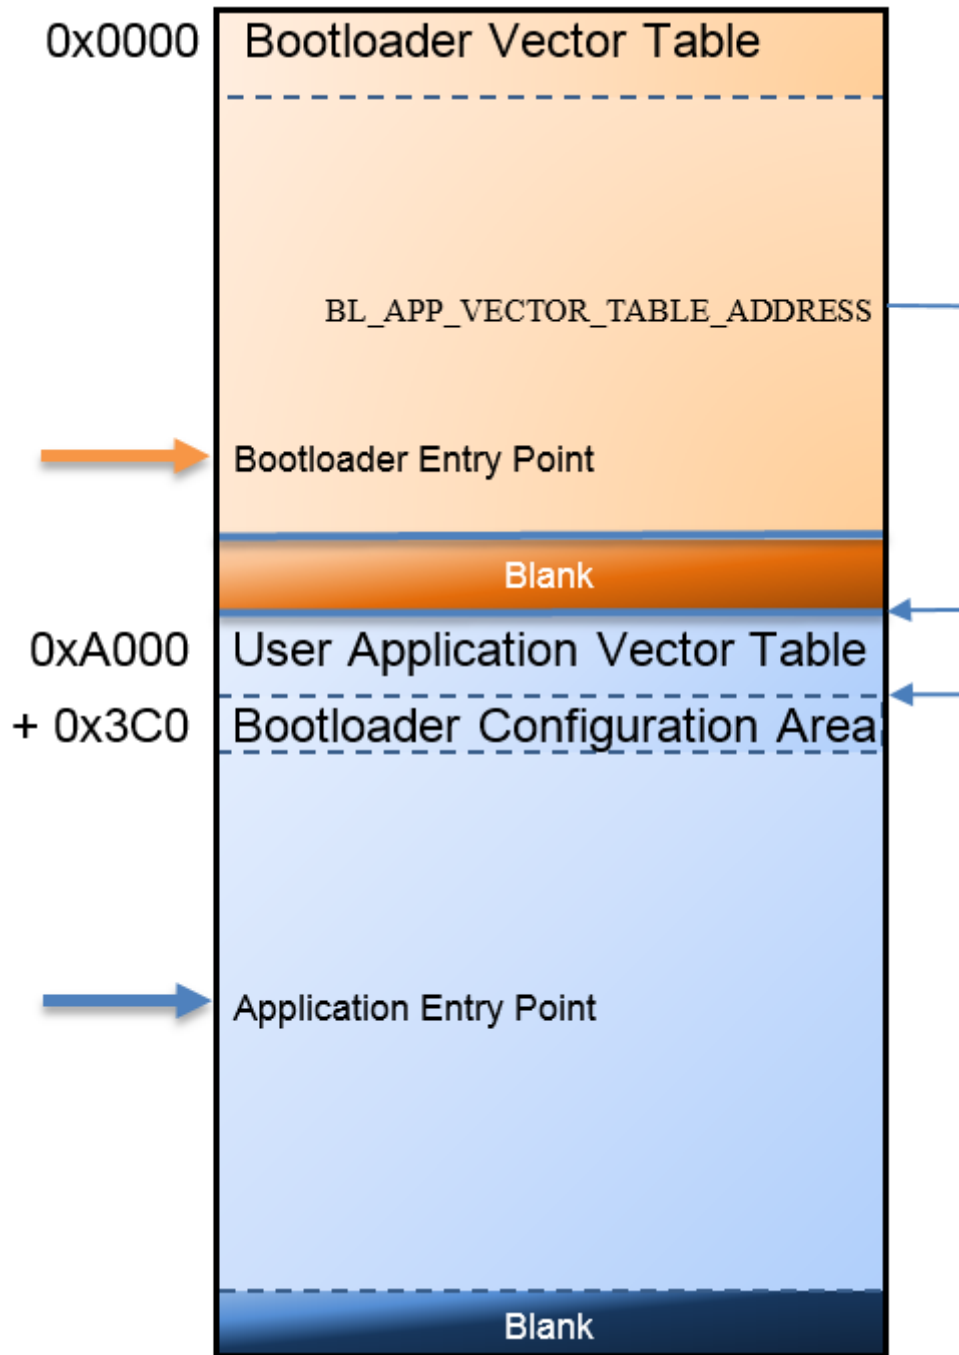 0x0000 Bootloader Vector Table
BL_APP_VECTOR_TABLE_ADDRESS
Bootloader Entry Point
Blank
0xA000 User Application Vector Table
+ 0x3C0 Bootloader Configuration Area
Application Entry Point
Blank